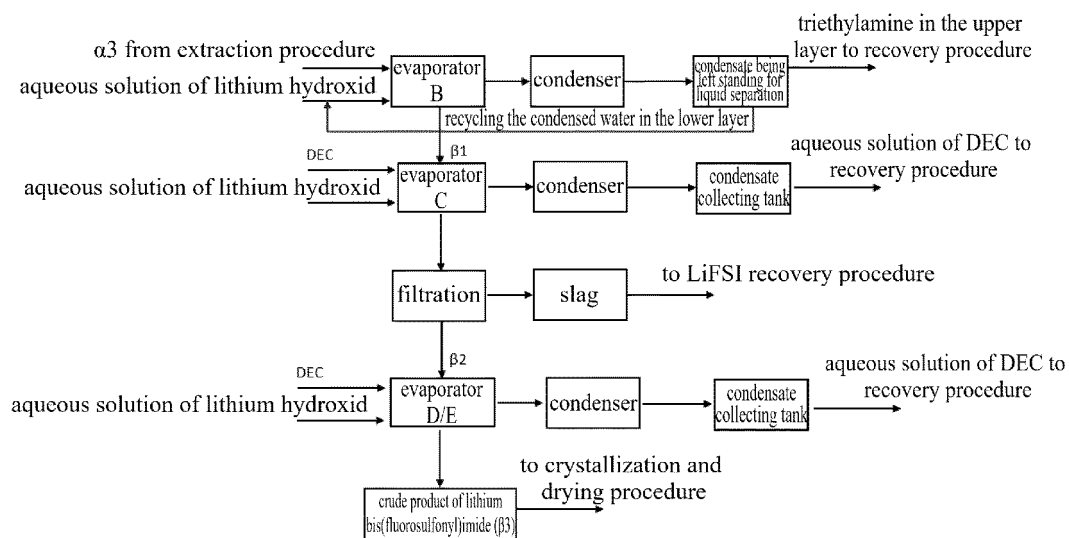 α3 from extraction procedure
aqueous solution of lithium hydroxid
evaporator
B
condenser
condensate being
left standing for
liquid separation
triethylamine in the upper
layer to recovery procedure
recycling the condensed water in the lower layer
β1
DEC
aqueous solution of lithium hydroxid
evaporator
C
condenser
condensate
collecting tank
aqueous solution of DEC to
recovery procedure
filtration
slag
to LiFSI recovery procedure
β2
DEC
aqueous solution of lithium hydroxid
evaporator
D/E
condenser
condensate
collecting tank
aqueous solution of DEC to
recovery procedure
crude product of lithium
bis(fluorosulfonyl)imide (β3)
to crystallization and
drying procedure